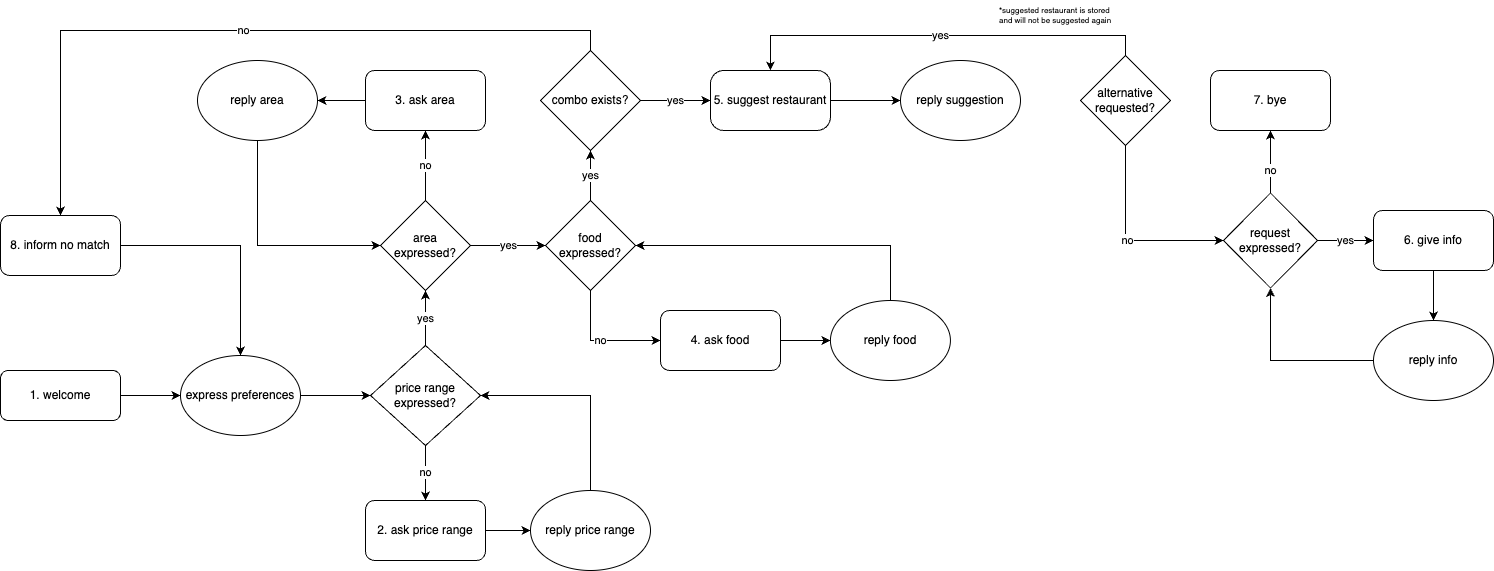 *suggested restaurant is stored
and will not be suggested again
no
yes
reply area
3. ask area
combo exists?
yes
5. suggest restaurant
reply suggestion
alternative
requested?
7. bye
no
yes
no
8. inform no match
area
expressed?
yes
food
expressed?
no
request
expressed?
yes
6. give info
yes
no
4. ask food
reply food
reply info
1. welcome
express preferences
price range
expressed?
no
2. ask price range
reply price range